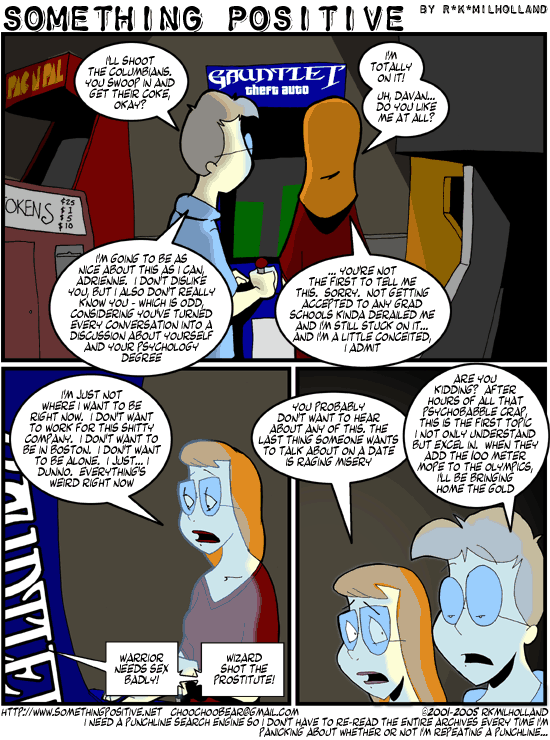 SOMETHING POSITIVE BY R*K*MILHOLLAND
I'LL SHOOT
THE COLUMBIANS.
YOU SWOOP IN AND
GET THEIR COKE,
OKAY?
I'M
TOTALLY
ON IT!
UH, DAVAN...
DO YOU LIKE
ME AT ALL?
PAC N' PAL
GAUNTLET
theft auto
OKENS
¢25
$1
$5
$10
I'M GOING TO BE AS
NICE ABOUT THIS AS I CAN,
ADRIENNE. I DON'T DISLIKE
YOU, BUT I ALSO DON'T REALLY
KNOW YOU - WHICH IS ODD,
CONSIDERING YOU'VE TURNED
EVERY CONVERSATION INTO A
DISCUSSION ABOUT YOURSELF
AND YOUR PSYCHOLOGY
DEGREE
... YOU'RE NOT
THE FIRST TO TELL ME
THIS. SORRY. NOT GETTING
ACCEPTED TO ANY GRAD
SCHOOLS KINDA DERAILED ME
AND I'M STILL STUCK ON IT...
AND I'M A LITTLE CONCEITED,
I ADMIT
I'M JUST NOT
WHERE I WANT TO BE
RIGHT NOW. I DON'T WANT
TO WORK FOR THIS SHITTY
COMPANY. I DON'T WANT TO
BE IN BOSTON. I DON'T WANT
TO BE ALONE. I JUST... I
DUNNO. EVERYTHING'S
WEIRD RIGHT NOW
GAUNTLET
WARRIOR
NEEDS SEX
BADLY!
WIZARD
SHOT THE
PROSTITUTE!
YOU PROBABLY
DON'T WANT TO HEAR
ABOUT ANY OF THIS. THE
LAST THING SOMEONE WANTS
TO TALK ABOUT ON A DATE
IS RAGING MISERY
ARE YOU
KIDDING? AFTER
HOURS OF ALL THAT
PSYCHOBABBLE CRAP,
THIS IS THE FIRST TOPIC
I NOT ONLY UNDERSTAND
BUT EXCEL IN. WHEN THEY
ADD THE 100 METER
MOPE TO THE OLYMPICS,
I'LL BE BRINGING
HOME THE GOLD
HTTP://WWW.SOMETHINGPOSITIVE.NET CHOOCHOOBEAR@GMAIL.COM ©2001-2005 RKMILHOLLAND
I NEED A PUNCHLINE SEARCH ENGINE SO I DON'T HAVE TO RE-READ THE ENTIRE ARCHIVES EVERY TIME I'M
PANICKING ABOUT WHETHER OR NOT I'M REPEATING A PUNCHLINE...